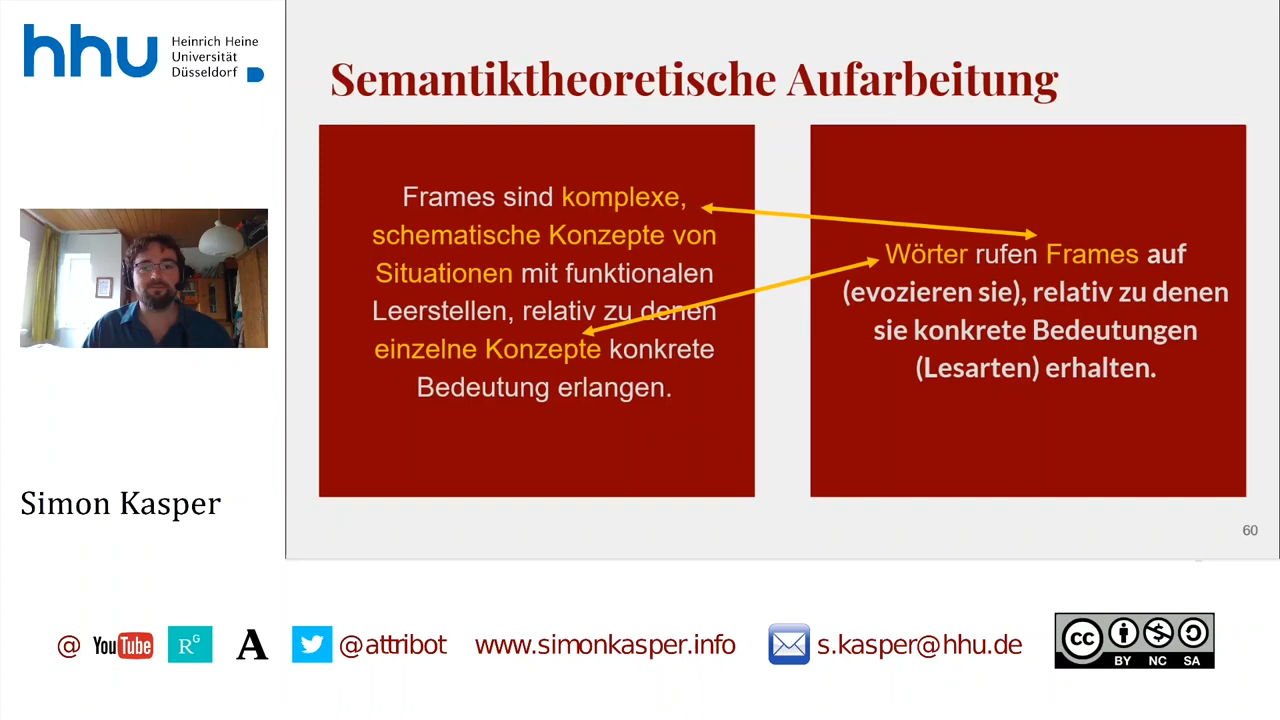 hhu
Heinrich Heine
Universität
Düsseldorf
Semantiktheoretische Aufarbeitung
Frames sind komplexe,
schematische Konzepte von
Situationen mit funktionalen
Leerstellen, relativ zu denen
einzelne Konzepte konkrete
Bedeutung erlangen.
Wörter rufen Frames auf
(evozieren sie), relativ zu denen
sie konkrete Bedeutungen
(Lesarten) erhalten.
Simon Kasper
60
@ YouTube RG A @attribot www.simonkasper.info s.kasper@hhu.de
cc BY NC SA